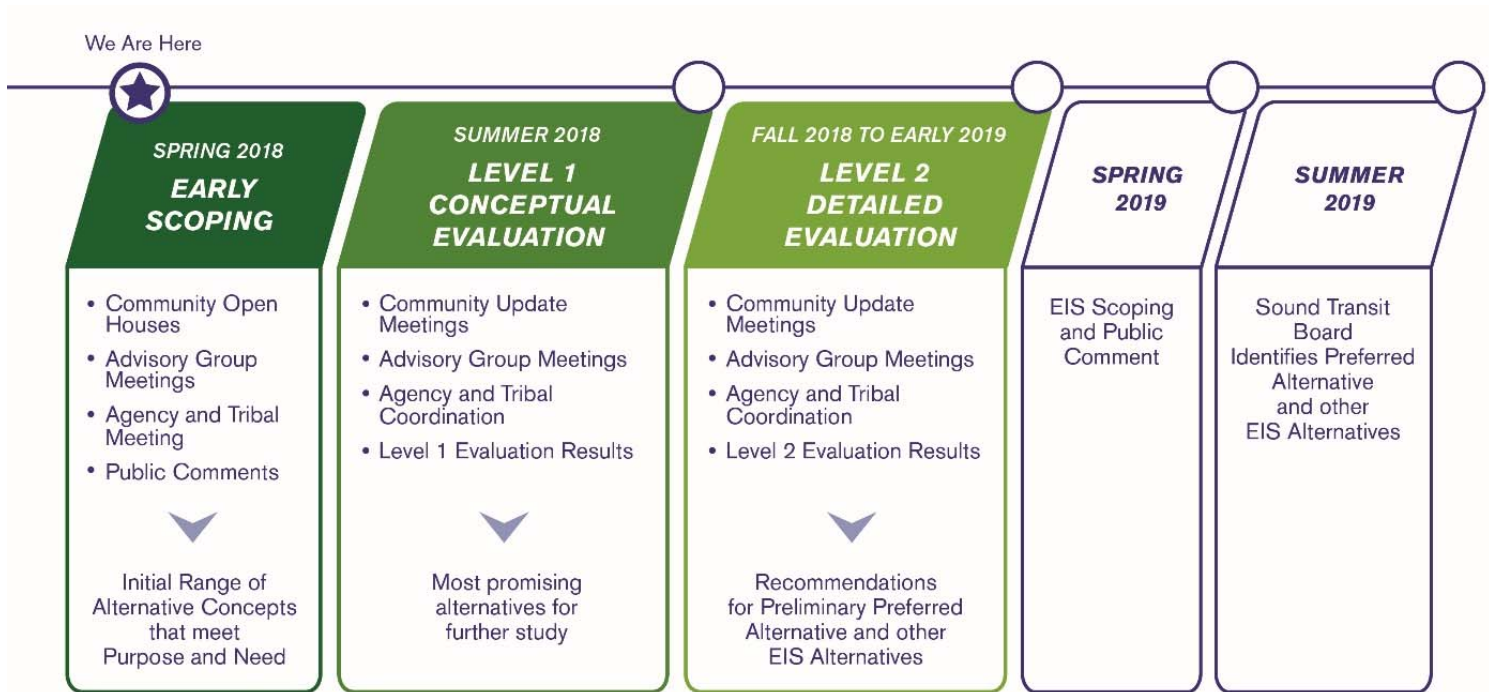 We Are Here
SPRING 2018
EARLY
SCOPING
• Community Open
Houses
• Advisory Group
Meetings
• Agency and Tribal
Meeting
• Public Comments
Initial Range of
Alternative Concepts
that meet
Purpose and Need
SUMMER 2018
LEVEL 1
CONCEPTUAL
EVALUATION
• Community Update
Meetings
• Advisory Group Meetings
• Agency and Tribal
Coordination
• Level 1 Evaluation Results
Most promising
alternatives for
further study
FALL 2018 TO EARLY 2019
LEVEL 2
DETAILED
EVALUATION
• Community Update
Meetings
• Advisory Group Meetings
• Agency and Tribal
Coordination
• Level 2 Evaluation Results
Recommendations
for Preliminary Preferred
Alternative and other
EIS Alternatives
SPRING
2019
EIS Scoping
and Public
Comment
SUMMER
2019
Sound Transit
Board
Identifies Preferred
Alternative
and other
EIS Alternatives